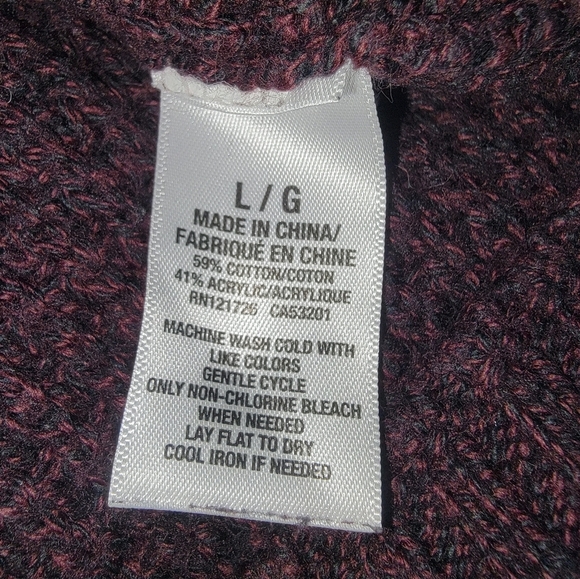 L / G
MADE IN CHINA/
FABRIQUÉ EN CHINE
59% COTTON/COTON
41% ACRYLIC/ACRYLIQUE
RN121726 CA53201
MACHINE WASH COLD WITH
LIKE COLORS
GENTLE CYCLE
ONLY NON-CHLORINE BLEACH
WHEN NEEDED
LAY FLAT TO DRY
COOL IRON IF NEEDED